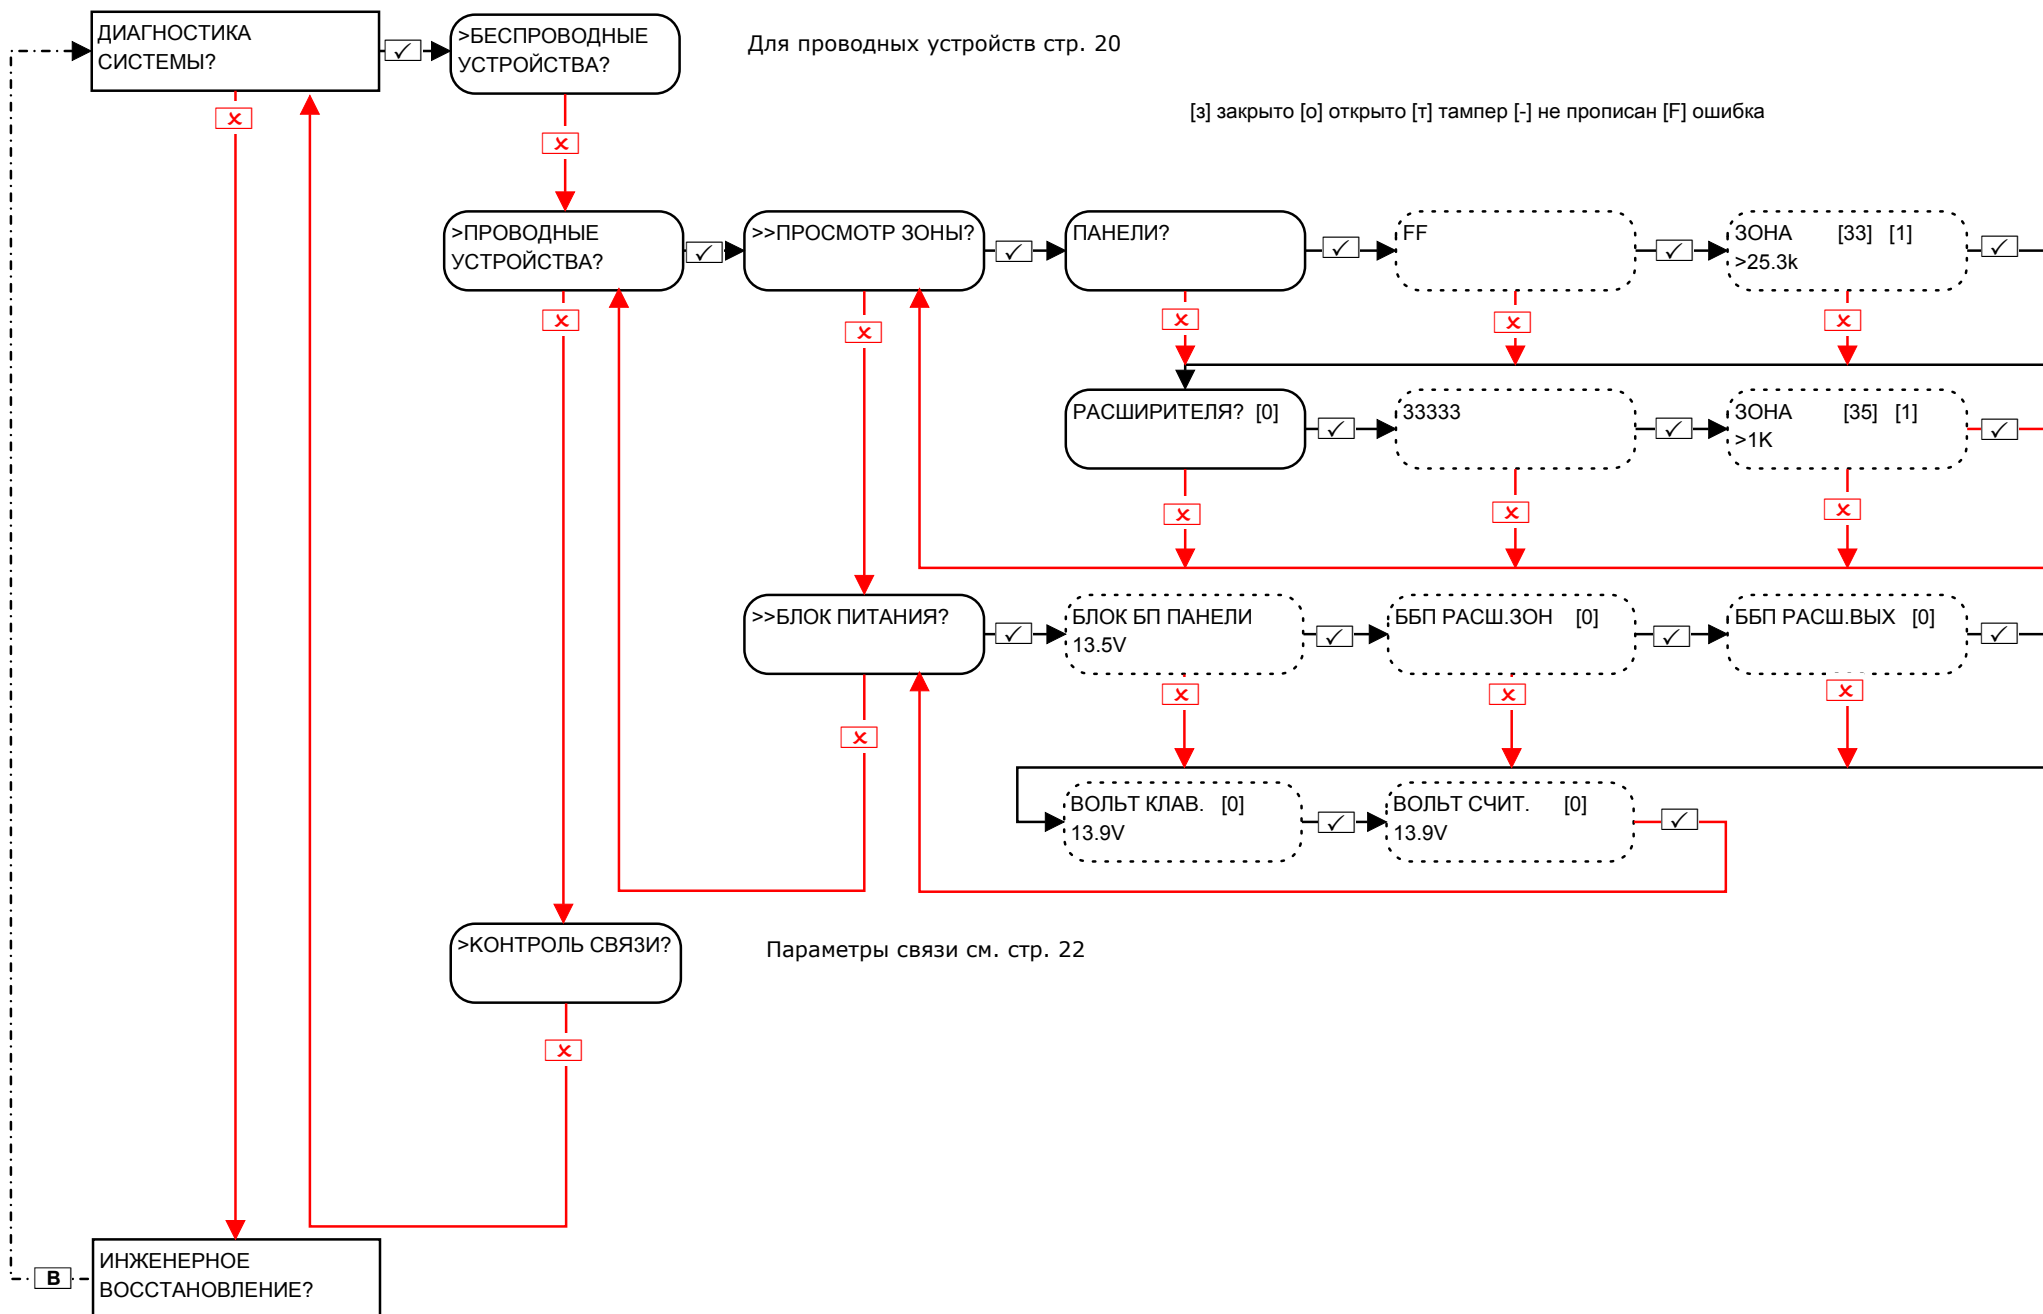 ДИАГНОСТИКА
СИСТЕМЫ?
>БЕСПРОВОДНЫЕ
УСТРОЙСТВА?
Для проводных устройств стр. 20
[з] закрыто [о] открыто [т] тампер [-] не прописан [F] ошибка
>ПРОВОДНЫЕ
УСТРОЙСТВА?
>>ПРОСМОТР ЗОНЫ?
ПАНЕЛИ?
FF
ЗОНА [33] [1]
>25.3k
РАСШИРИТЕЛЯ? [0]
33333
ЗОНА [35] [1]
>1K
>>БЛОК ПИТАНИЯ?
БЛОК БП ПАНЕЛИ
13.5V
ББП РАСШ.ЗОН [0]
ББП РАСШ.ВЫХ [0]
ВОЛЬТ КЛАВ. [0]
13.9V
ВОЛЬТ СЧИТ. [0]
13.9V
>КОНТРОЛЬ СВЯЗИ?
Параметры связи см. стр. 22
ИНЖЕНЕРНОЕ
ВОССТАНОВЛЕНИЕ?
B